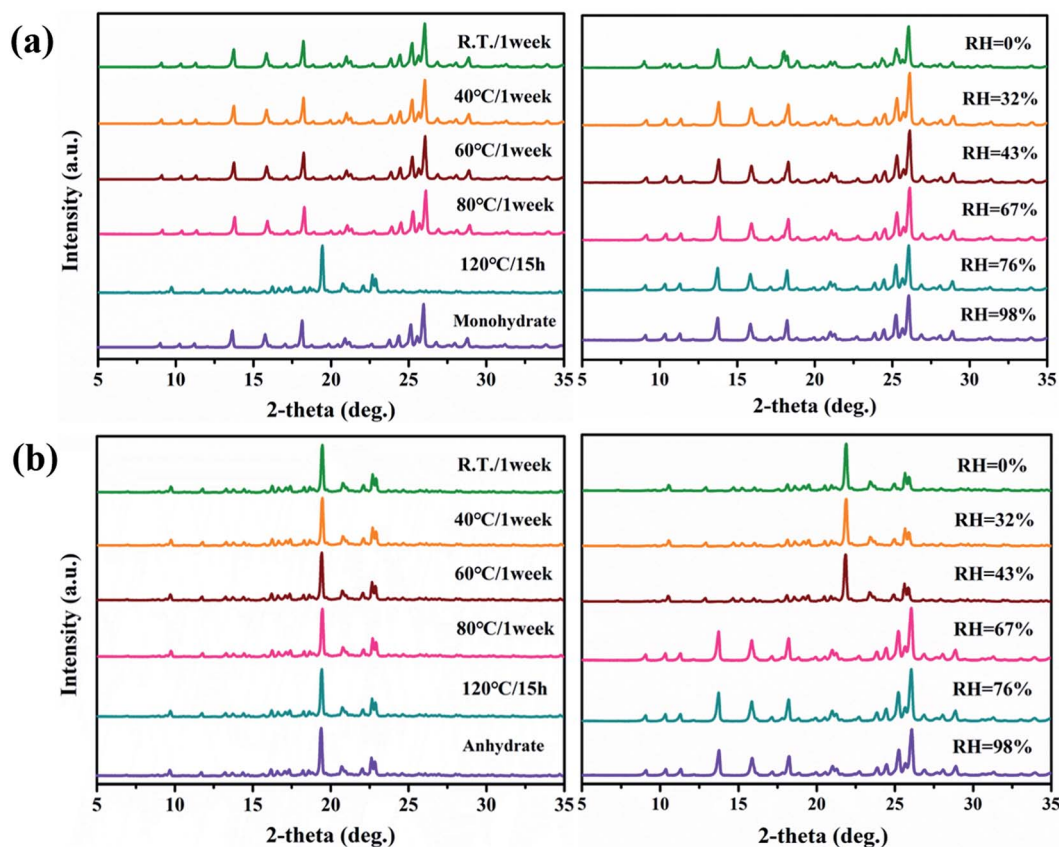 (a)
Intensity (a.u.)
R.T./1week
40°C/1week
60°C/1week
80°C/1week
120°C/15h
Monohydrate
5 10 15 20 25 30 35
2-theta (deg.)
RH=0%
RH=32%
RH=43%
RH=67%
RH=76%
RH=98%
5 10 15 20 25 30 35
2-theta (deg.)
(b)
Intensity (a.u.)
R.T./1week
40°C/1week
60°C/1week
80°C/1week
120°C/15h
Anhydrate
5 10 15 20 25 30 35
2-theta (deg.)
RH=0%
RH=32%
RH=43%
RH=67%
RH=76%
RH=98%
5 10 15 20 25 30 35
2-theta (deg.)